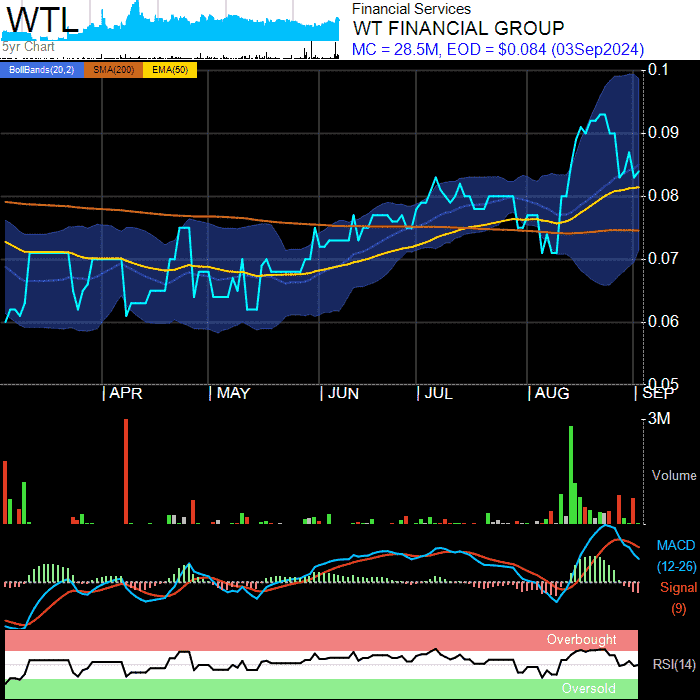 WTL
5yr Chart
Financial Services
WT FINANCIAL GROUP
MC = 28.5M, EOD = $0.084 (03Sep2024)
BollBands(20,2) SMA(200) EMA(50)
0.1
0.09
0.08
0.07
0.06
0.05
APR MAY JUN JUL AUG SEP
3M
Volume
MACD
(12-26)
Signal
(9)
Overbought
RSI(14)
Oversold